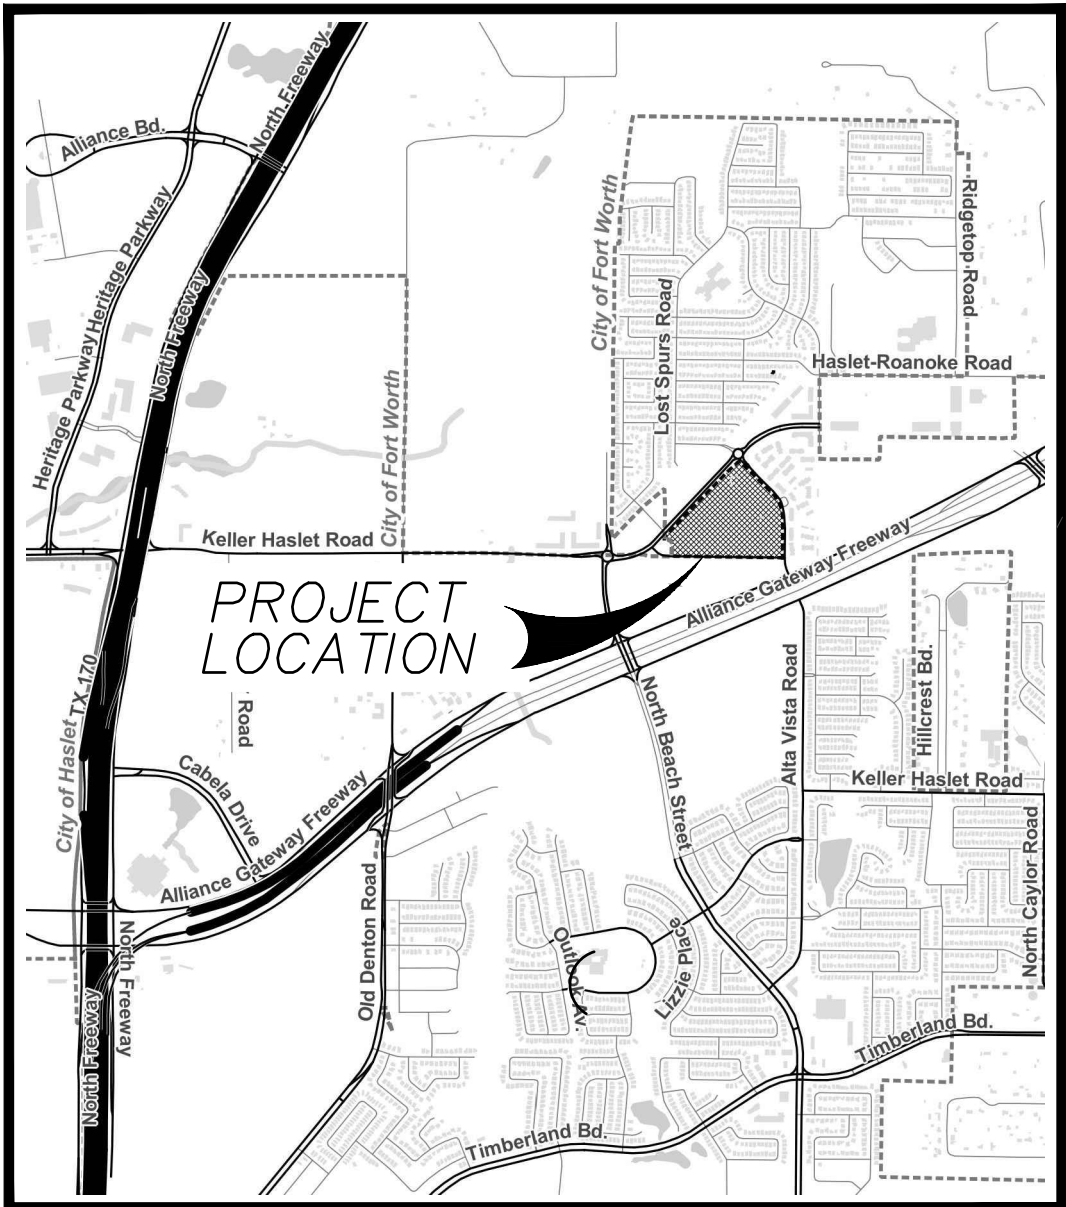 North Freeway
Alliance Bd.
Heritage Parkway
Heritage Parkway
North Freeway
North Freeway
City of Fort Worth
City of Fort Worth
Lost Spurs Road
Ridgetop Road
Haslet-Roanoke Road
Keller Haslet Road
PROJECT
LOCATION
Alliance Gateway Freeway
TX 170
City of Haslet
Road
Cabela Drive
Alliance Gateway Freeway
North Beach Street
Alta Vista Road
Hillcrest Bd.
Keller Haslet Road
North Caylor Road
Old Denton Road
Outlook Av.
Lizzie Place
North Freeway
North Freeway
Timberland Bd.
Timberland Bd.